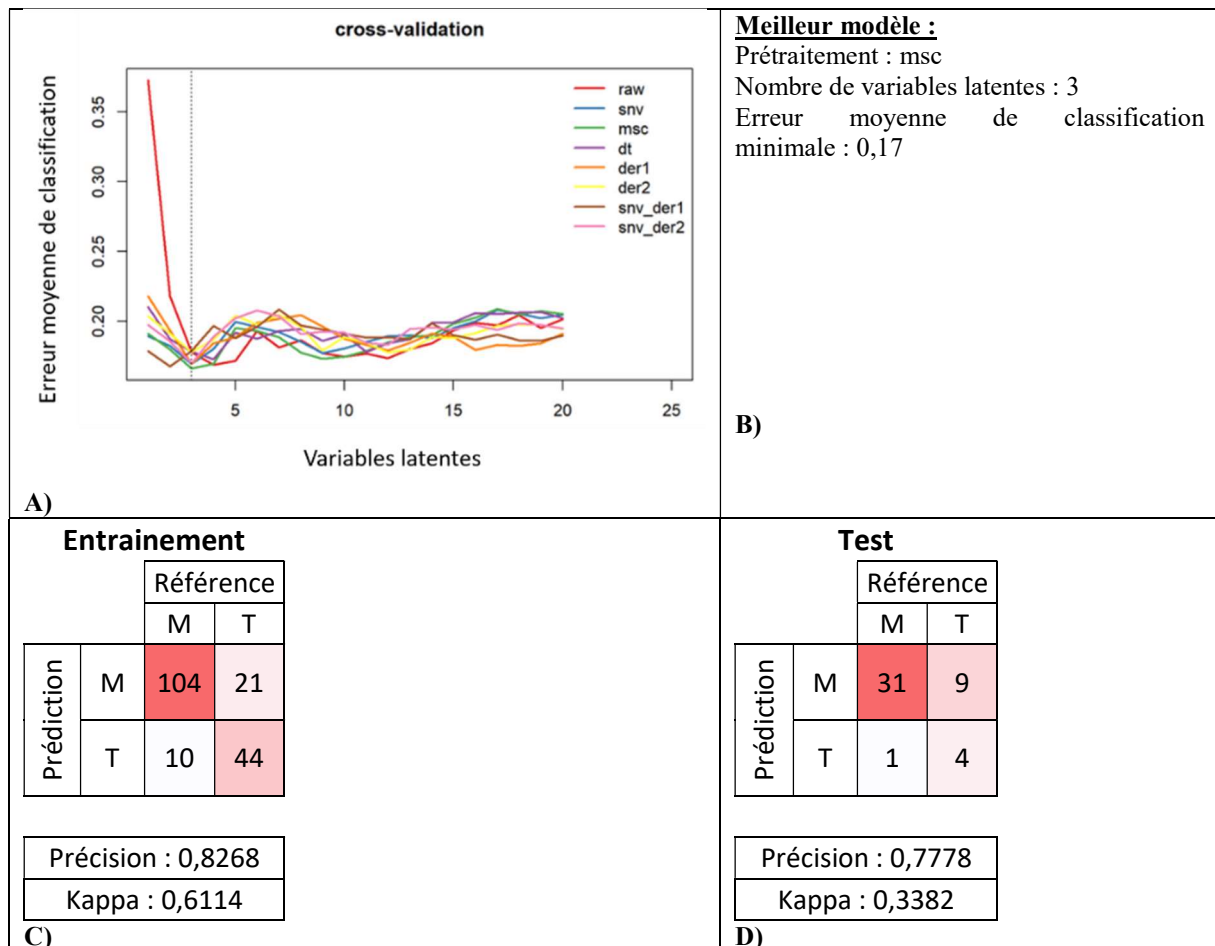 cross-validation
Erreur moyenne de classification
0.35
0.30
0.25
0.20
raw
snv
msc
dt
der1
der2
snv_der1
snv_der2
5
10
15
20
25
Variables latentes
A)
Meilleur modèle :
Prétraitement : msc
Nombre de variables latentes : 3
Erreur moyenne de classification
minimale : 0,17
B)
Entrainement
Référence
M T
Prédiction
M 104 21
T 10 44
Précision : 0,8268
Kappa : 0,6114
C)
Test
Référence
M T
Prédiction
M 31 9
T 1 4
Précision : 0,7778
Kappa : 0,3382
D)